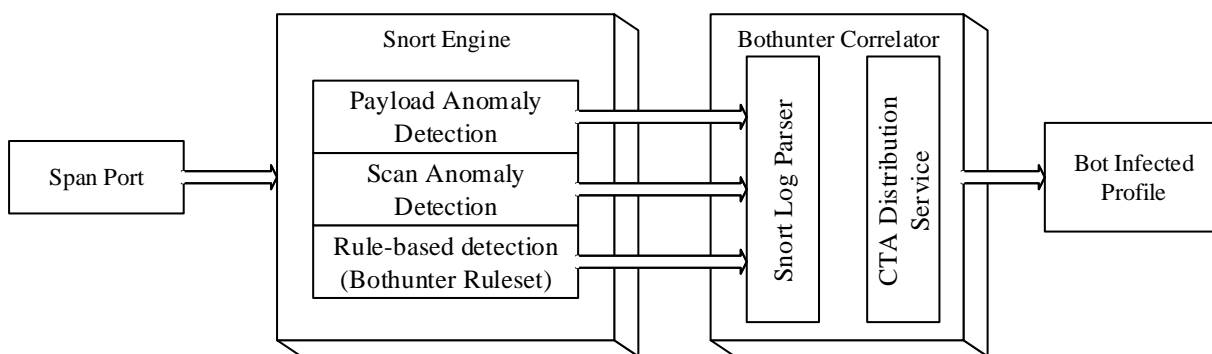 Span Port
Snort Engine
Payload Anomaly
Detection
Scan Anomaly
Detection
Rule-based detection
(Bothunter Ruleset)
Bothunter Correlator
Snort Log Parser
CTA Distribution
Service
Bot Infected
Profile